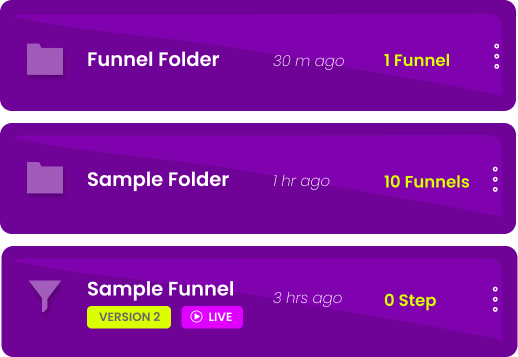 Funnel Folder 30 m ago 1 Funnel
Sample Folder 1 hr ago 10 Funnels
Sample Funnel 3 hrs ago 0 Step
VERSION 2 LIVE